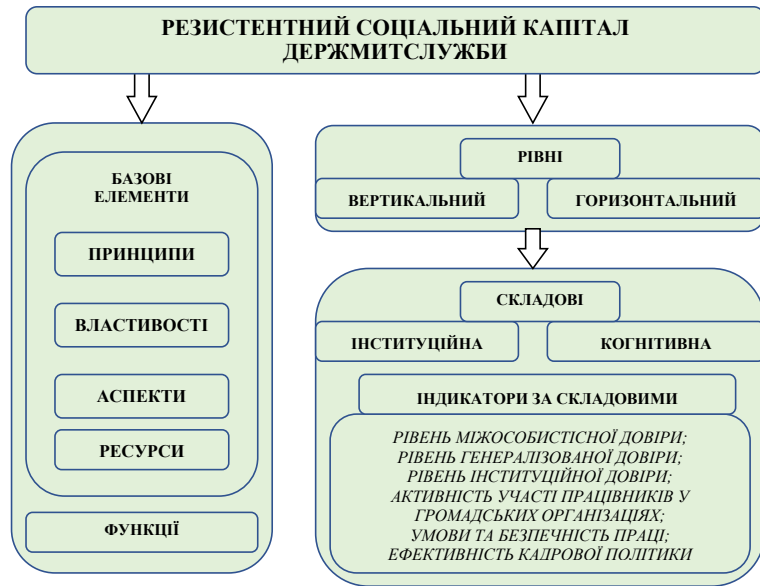 РЕЗИСТЕНТНИЙ СОЦІАЛЬНИЙ КАПІТАЛ
ДЕРЖМИТСЛУЖБИ
БАЗОВІ
ЕЛЕМЕНТИ
ПРИНЦИПИ
ВЛАСТИВОСТІ
АСПЕКТИ
РЕСУРСИ
ФУНКЦІЇ
РІВНІ
ВЕРТИКАЛЬНИЙ
ГОРИЗОНТАЛЬНИЙ
СКЛАДОВІ
ІНСТИТУЦІЙНА
КОГНІТИВНА
ІНДИКАТОРИ ЗА СКЛАДОВИМИ
РІВЕНЬ МІЖОСОБИСТІСНОЇ ДОВІРИ;
РІВЕНЬ ГЕНЕРАЛІЗОВАНОЇ ДОВІРИ;
РІВЕНЬ ІНСТИТУЦІЙНОЇ ДОВІРИ;
АКТИВНІСТЬ УЧАСТІ ПРАЦІВНИКІВ У
ГРОМАДСЬКИХ ОРГАНІЗАЦІЯХ;
УМОВИ ТА БЕЗПЕЧНІСТЬ ПРАЦІ;
ЕФЕКТИВНІСТЬ КАДРОВОЇ ПОЛІТИКИ